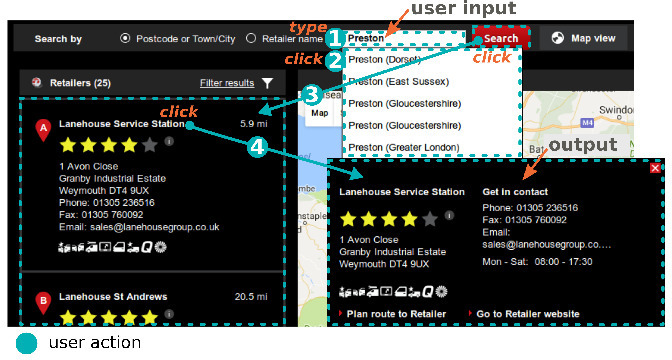 user input
type
Search by
Postcode or Town/City
Retailer name
1
Preston
Search
Map view
click
2
Preston (Dorset)
click
Retailers (25)
Filter results
Preston (East Sussex)
3
Preston (Gloucestershire)
Map
Swindo
click
A
Lanehouse Service Station
5.9 mi
Preston (Gloucestershire)
M4
4
Preston (Greater London)
Bat
output
1 Avon Close
Granby Industrial Estate
Weymouth DT4 9UX
Phone: 01305 236516
Fax: 01305 760092
Email: sales@lanehousegroup.co.uk
mbe
nstaple
Lanehouse Service Station
Get in contact
Phone: 01305 236516
Fax: 01305 760092
Email:
sales@lanehousegroup.co....
1 Avon Close
Granby Industrial Estate
Weymouth DT4 9UX
Mon - Sat: 08:00 - 17:30
B
Lanehouse St Andrews
20.5 mi
Plan route to Retailer
Go to Retailer website
user action